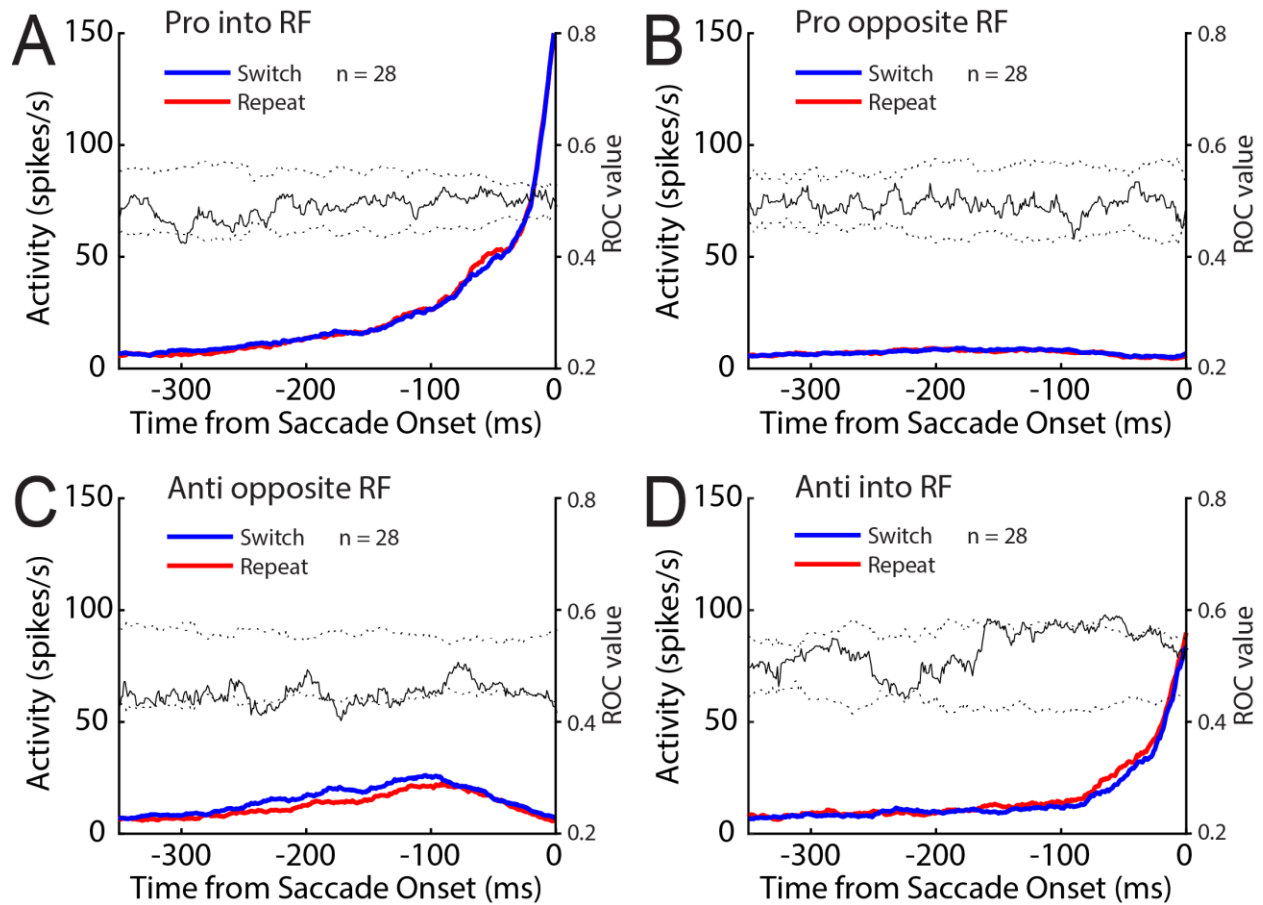 A
Pro into RF
Switch n = 28
Repeat
Activity (spikes/s)
150
100
50
0
ROC value
0.8
0.6
0.4
0.2
-300 -200 -100 0
Time from Saccade Onset (ms)
B
Pro opposite RF
Switch n = 28
Repeat
Activity (spikes/s)
150
100
50
0
ROC value
0.8
0.6
0.4
0.2
-300 -200 -100 0
Time from Saccade Onset (ms)
C
Anti opposite RF
Switch n = 28
Repeat
Activity (spikes/s)
150
100
50
0
ROC value
0.8
0.6
0.4
0.2
-300 -200 -100 0
Time from Saccade Onset (ms)
D
Anti into RF
Switch n = 28
Repeat
Activity (spikes/s)
150
100
50
0
ROC value
0.8
0.6
0.4
0.2
-300 -200 -100 0
Time from Saccade Onset (ms)